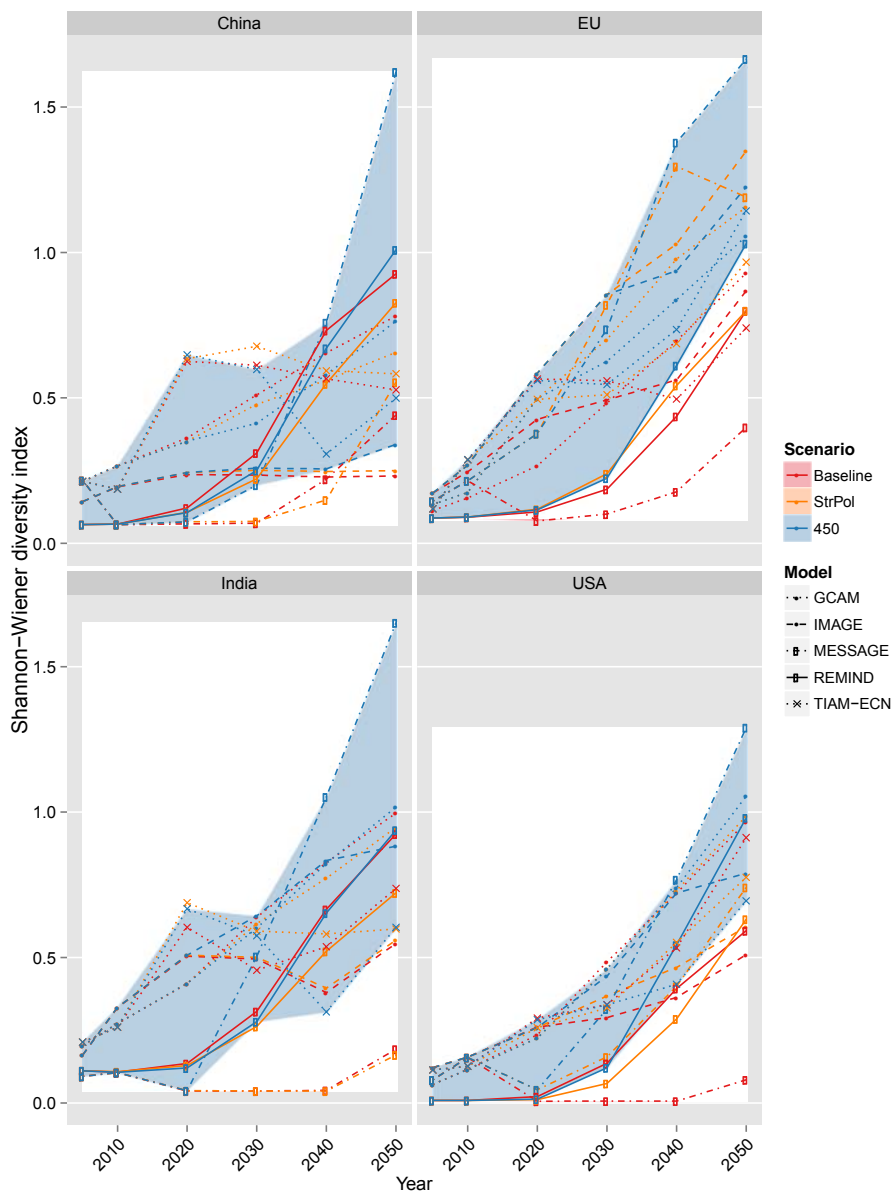 China
EU
1.5
1.0
0.5
0.0
India
USA
1.5
1.0
0.5
0.0
2010
2020
2030
2040
2050
2010
2020
2030
2040
2050
Year
Shannon−Wiener diversity index
Scenario
Baseline
StrPol
450
Model
GCAM
IMAGE
MESSAGE
REMIND
TIAM−ECN